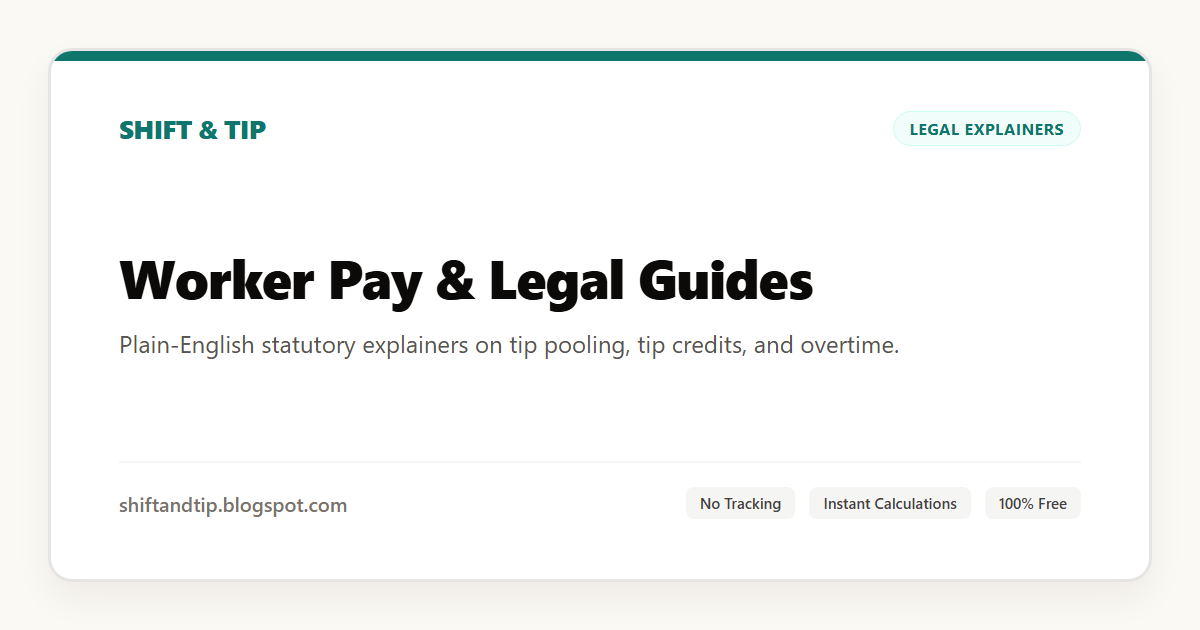 SHIFT & TIP
LEGAL EXPLAINERS
Worker Pay & Legal Guides
Plain-English statutory explainers on tip pooling, tip credits, and overtime.
shiftandtip.blogspot.com
No Tracking
Instant Calculations
100% Free